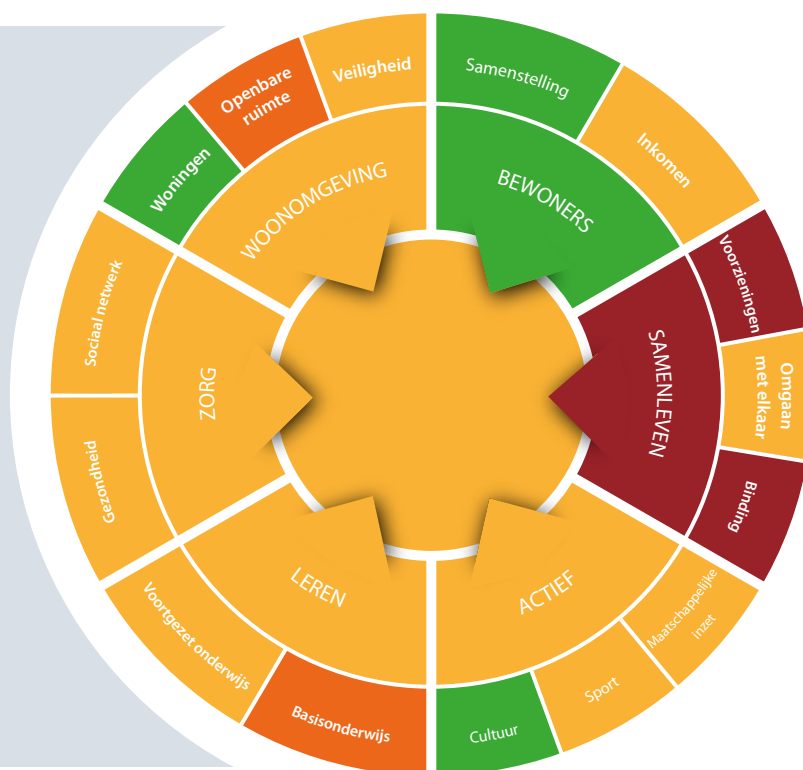 Veiligheid
Openbare
ruimte
Woningen
WOONOMGEVING
Samenstelling
Inkomen
BEWONERS
Voorzieningen
Omgaan
met elkaar
Binding
SAMENLEVEN
Maatschappelijke
inzet
Sport
Cultuur
ACTIEF
Basisonderwijs
Voortgezet onderwijs
LEREN
Gezondheid
Sociaal netwerk
ZORG